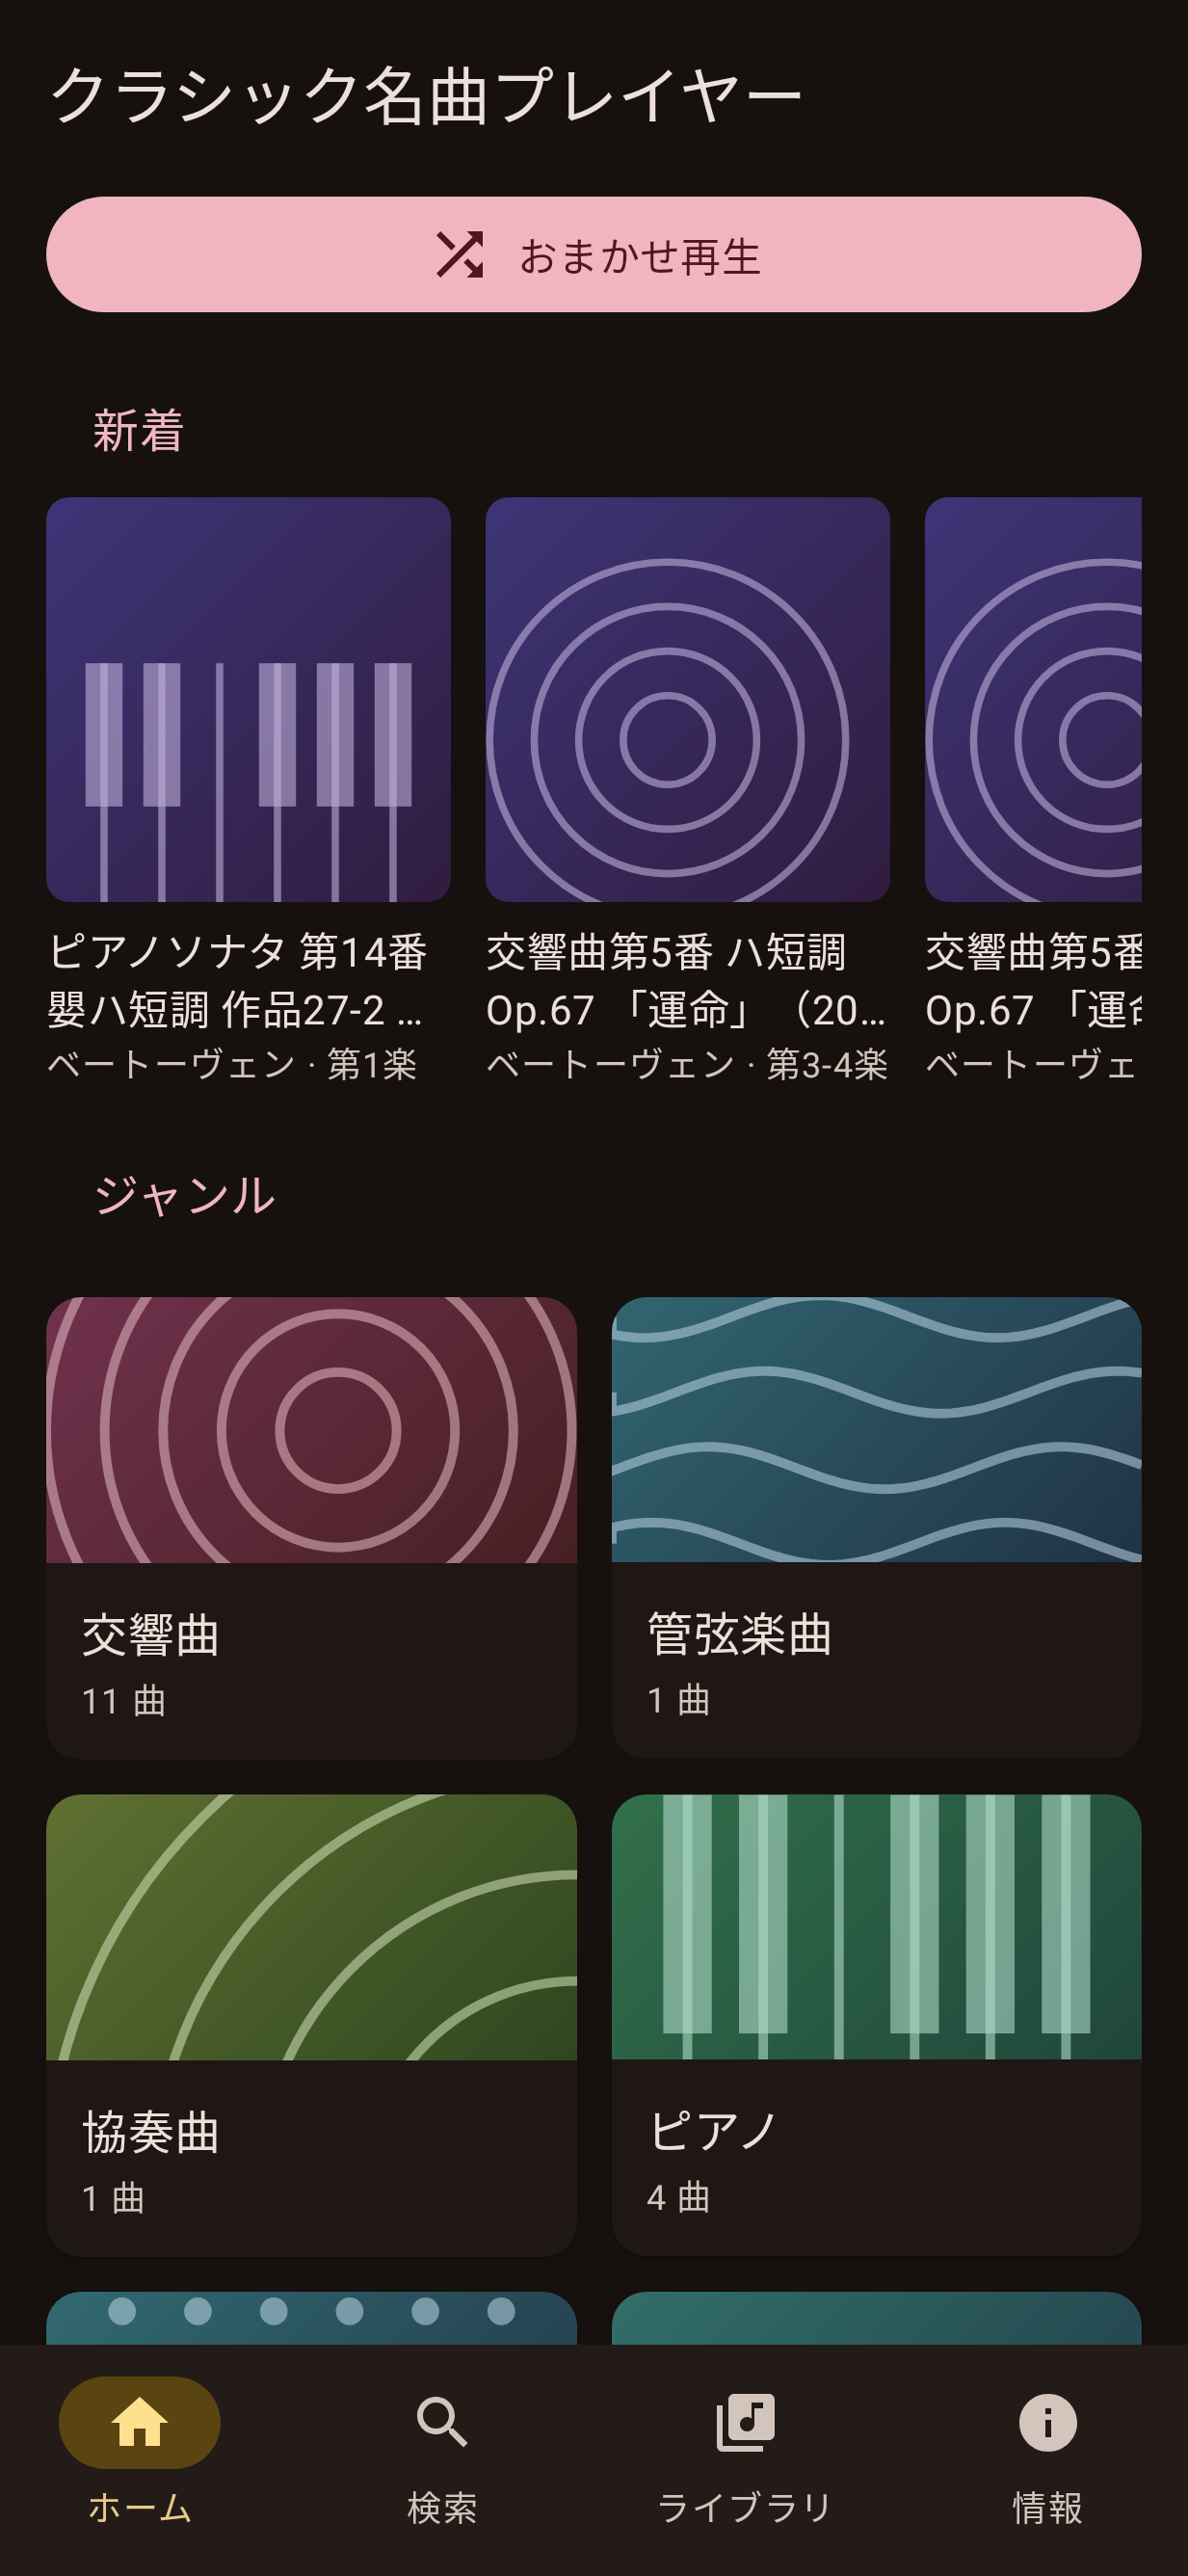 クラシック名曲プレイヤー
おまかせ再生
新着
ピアノソナタ 第14番
嬰ハ短調 作品27-2 …
ベートーヴェン · 第1楽
交響曲第5番 ハ短調
Op.67 「運命」（20…
ベートーヴェン · 第3-4楽
交響曲第5番
Op.67 「運命
ベートーヴェ
ジャンル
交響曲
11 曲
管弦楽曲
1 曲
協奏曲
1 曲
ピアノ
4 曲
ホーム
検索
ライブラリ
情報